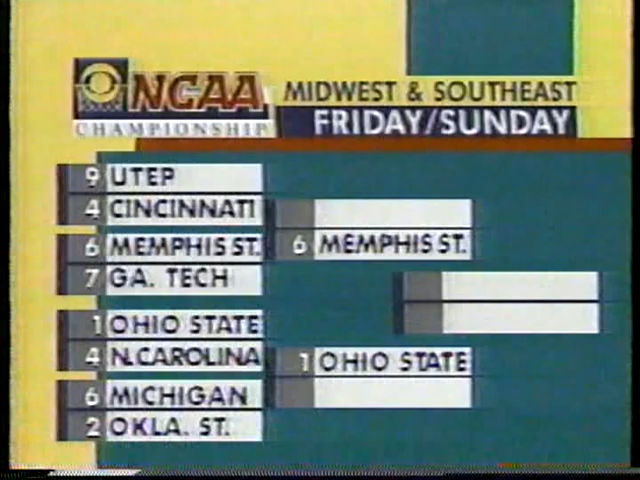 NCAA
CHAMPIONSHIP
MIDWEST & SOUTHEAST
FRIDAY/SUNDAY
9 UTEP
4 CINCINNATI
6 MEMPHIS ST.
7 GA. TECH
1 OHIO STATE
4 N.CAROLINA
6 MICHIGAN
2 OKLA. ST.
6 MEMPHIS ST.
1 OHIO STATE